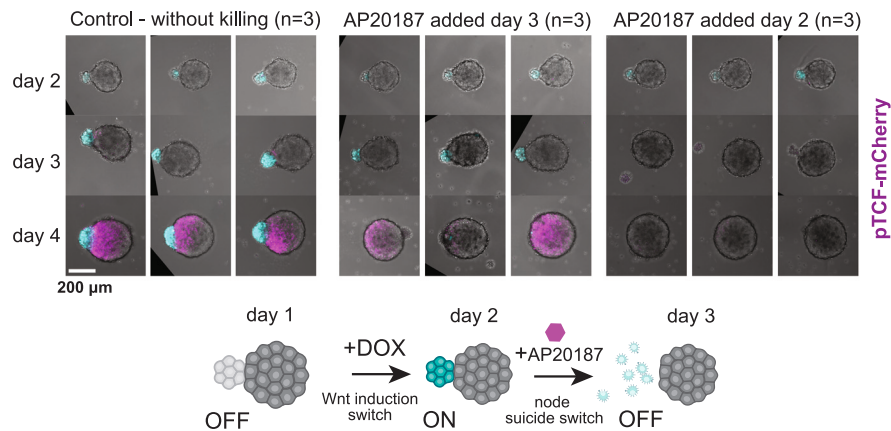 Control - without killing (n=3)
AP20187 added day 3 (n=3)
AP20187 added day 2 (n=3)
day 2
day 3
day 4
200 μm
pTCF-mCherry
day 1
day 2
day 3
+DOX
Wnt induction
switch
+AP20187
node
suicide switch
OFF
ON
OFF